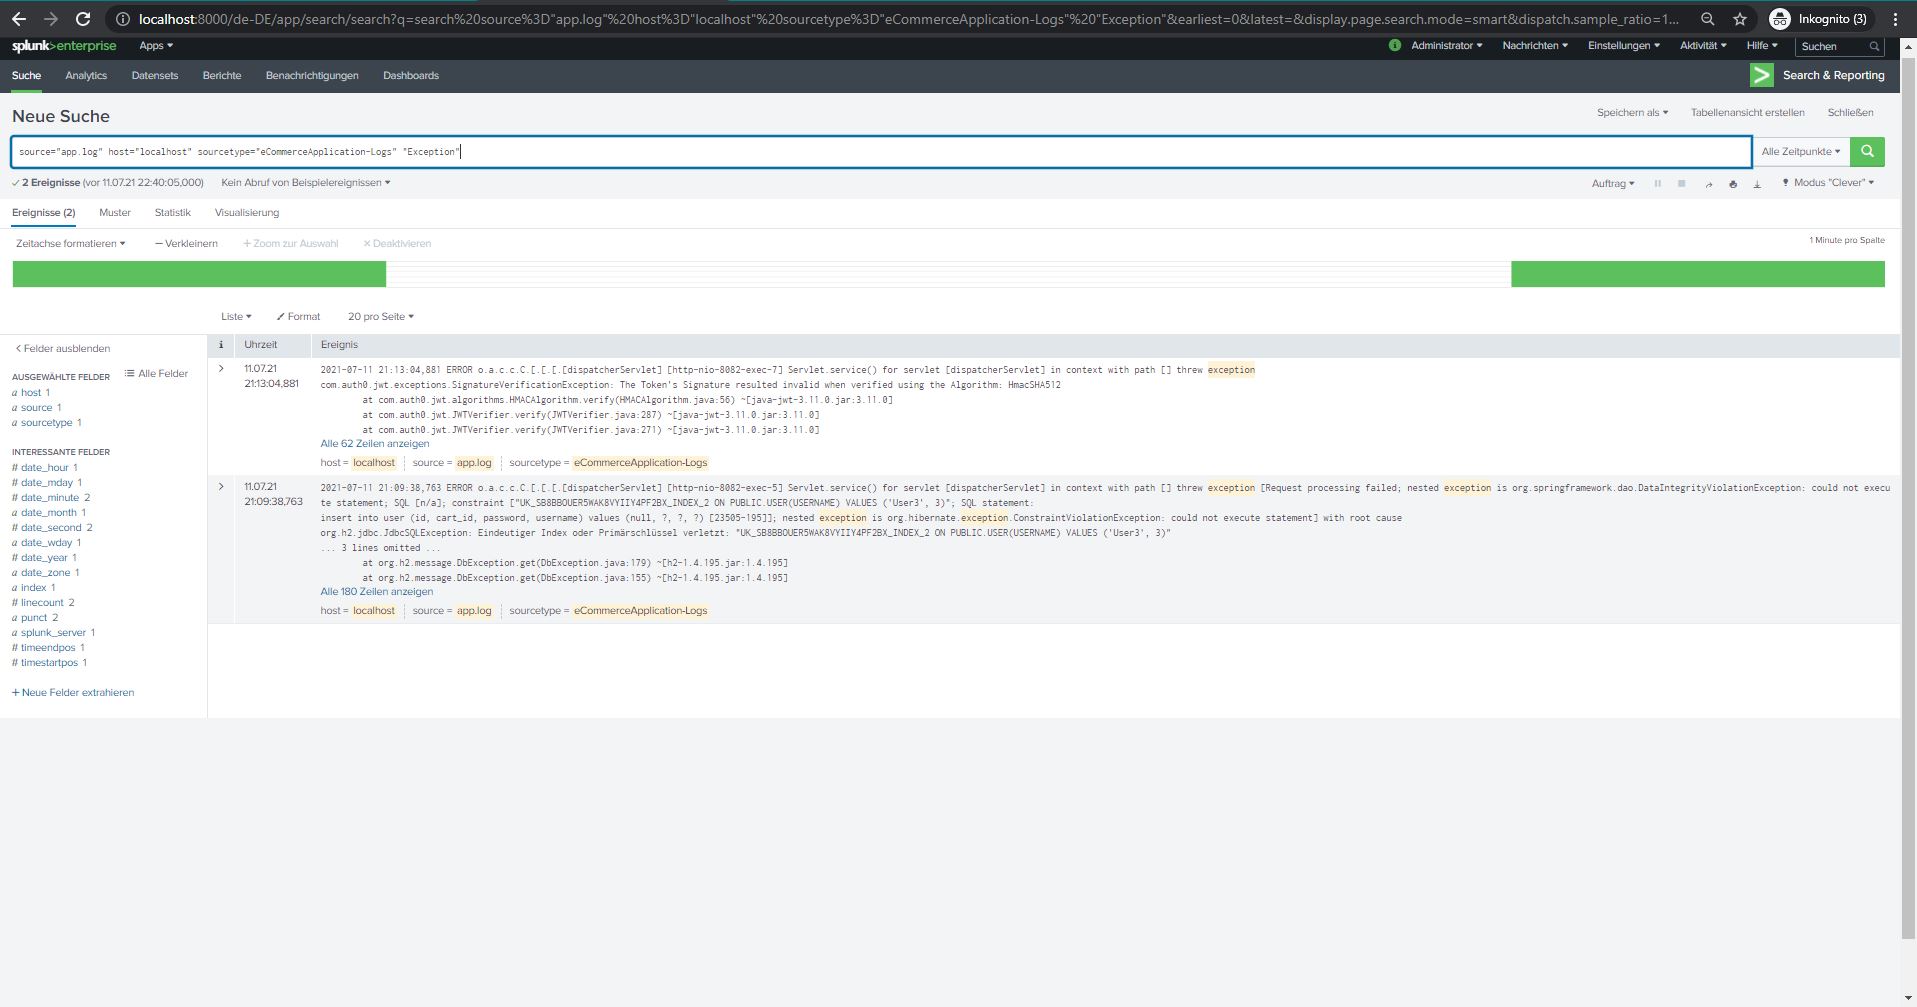 localhost:8000/de-DE/app/search/search?q=search%20source%3D"app.log"%20host%3D"localhost"%20sourcetype%3D"eCommerceApplication-Logs"%20"Exception"&earliest=0&latest=&display.page.search.mode=smart&dispatch.sample_ratio=1... Inkognito (3)
splunk>enterprise Apps Administrator Nachrichten Einstellungen Aktivität Hilfe Suchen
Suche Analytics Datensets Berichte Benachrichtigungen Dashboards Search & Reporting
Neue Suche Speichern als Tabellenansicht erstellen Schließen
source="app.log" host="localhost" sourcetype="eCommerceApplication-Logs" "Exception" Alle Zeitpunkte
✓ 2 Ereignisse (vor 11.07.21 22:40:05,000) Kein Abruf von Beispielereignissen Auftrag Modus "Clever"
Ereignisse (2) Muster Statistik Visualisierung
Zeitachse formatieren — Verkleinern + Zoom zur Auswahl × Deaktivieren 1 Minute pro Spalte
Liste Format 20 pro Seite
< Felder ausblenden
Alle Felder
AUSGEWÄHLTE FELDER
a host 1
a source 1
a sourcetype 1
INTERESSANTE FELDER
# date_hour 1
# date_mday 1
# date_minute 2
a date_month 1
# date_second 2
a date_wday 1
# date_year 1
a date_zone 1
a index 1
# linecount 2
a punct 2
a splunk_server 1
# timeendpos 1
# timestartpos 1
+ Neue Felder extrahieren
i Uhrzeit Ereignis
> 11.07.21
21:13:04,881
2021-07-11 21:13:04,881 ERROR o.a.c.c.C.[.[.[.[dispatcherServlet] [http-nio-8082-exec-7] Servlet.service() for servlet [dispatcherServlet] in context with path [] threw exception
com.auth0.jwt.exceptions.SignatureVerificationException: The Token's Signature resulted invalid when verified using the Algorithm: HmacSHA512
at com.auth0.jwt.algorithms.HMACAlgorithm.verify(HMACAlgorithm.java:56) ~[java-jwt-3.11.0.jar:3.11.0]
at com.auth0.jwt.JWTVerifier.verify(JWTVerifier.java:287) ~[java-jwt-3.11.0.jar:3.11.0]
at com.auth0.jwt.JWTVerifier.verify(JWTVerifier.java:271) ~[java-jwt-3.11.0.jar:3.11.0]
Alle 62 Zeilen anzeigen
host = localhost source = app.log sourcetype = eCommerceApplication-Logs
> 11.07.21
21:09:38,763
2021-07-11 21:09:38,763 ERROR o.a.c.c.C.[.[.[.[dispatcherServlet] [http-nio-8082-exec-5] Servlet.service() for servlet [dispatcherServlet] in context with path [] threw exception [Request processing failed; nested exception is org.springframework.dao.DataIntegrityViolationException: could not execu
te statement; SQL [n/a]; constraint ["UK_SB8BBOUER5WAK8VYIIY4PF2BX_INDEX_2 ON PUBLIC.USER(USERNAME) VALUES ('User3', 3)"; SQL statement:
insert into user (id, cart_id, password, username) values (null, ?, ?, ?) [23505-195]]; nested exception is org.hibernate.exception.ConstraintViolationException: could not execute statement] with root cause
org.h2.jdbc.JdbcSQLException: Eindeutiger Index oder Primärschlüssel verletzt: "UK_SB8BBOUER5WAK8VYIIY4PF2BX_INDEX_2 ON PUBLIC.USER(USERNAME) VALUES ('User3', 3)"
... 3 lines omitted ...
at org.h2.message.DbException.get(DbException.java:179) ~[h2-1.4.195.jar:1.4.195]
at org.h2.message.DbException.get(DbException.java:155) ~[h2-1.4.195.jar:1.4.195]
Alle 180 Zeilen anzeigen
host = localhost source = app.log sourcetype = eCommerceApplication-Logs